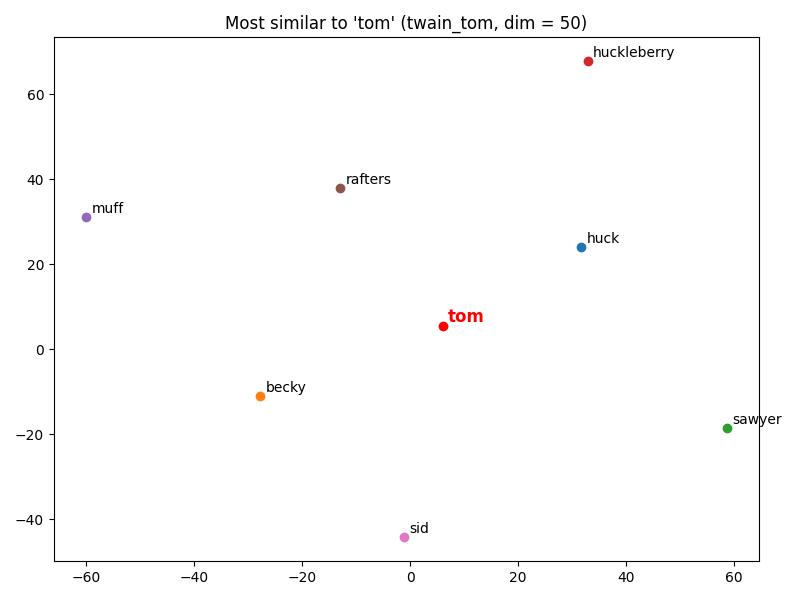 Most similar to 'tom' (twain_tom, dim = 50)
huckleberry
60
rafters
40
muff
huck
20
tom
0
becky
sawyer
−20
sid
−40
−60 −40 −20 0 20 40 60